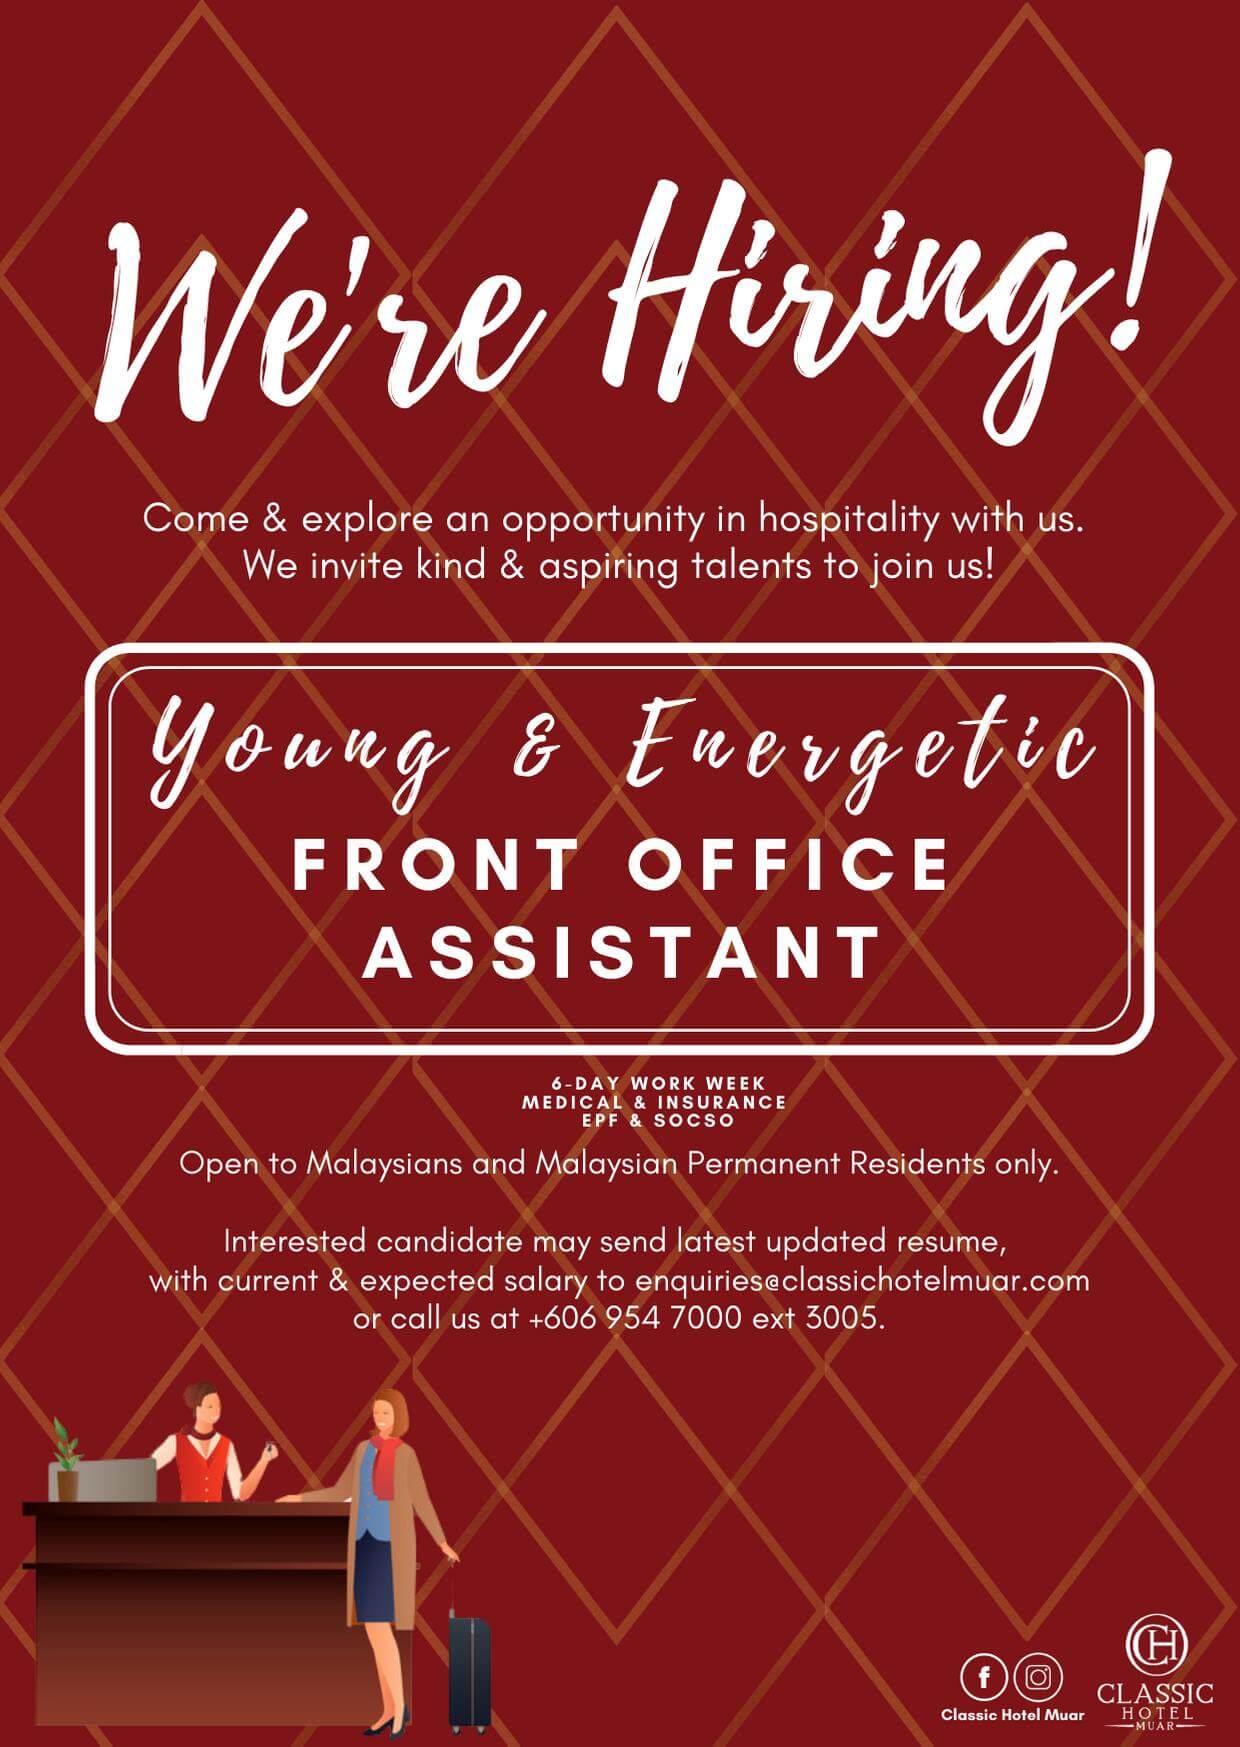 We're Hiring!
Come & explore an opportunity in hospitality with us.
We invite kind & aspiring talents to join us!
Young & Energetic
FRONT OFFICE
ASSISTANT
6-DAY WORK WEEK
MEDICAL & INSURANCE
EPF & SOCSO
Open to Malaysians and Malaysian Permanent Residents only.
Interested candidate may send latest updated resume,
with current & expected salary to enquiries@classichotelmuar.com
or call us at +606 954 7000 ext 3005.
Classic Hotel Muar
CH
CLASSIC
HOTEL
MUAR